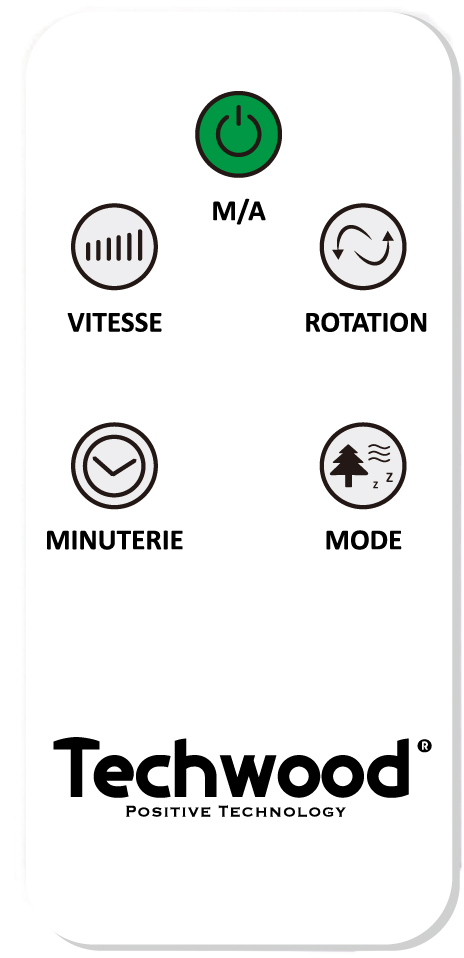 M/A
VITESSE
ROTATION
MINUTERIE
z z
MODE
Techwood®
POSITIVE TECHNOLOGY